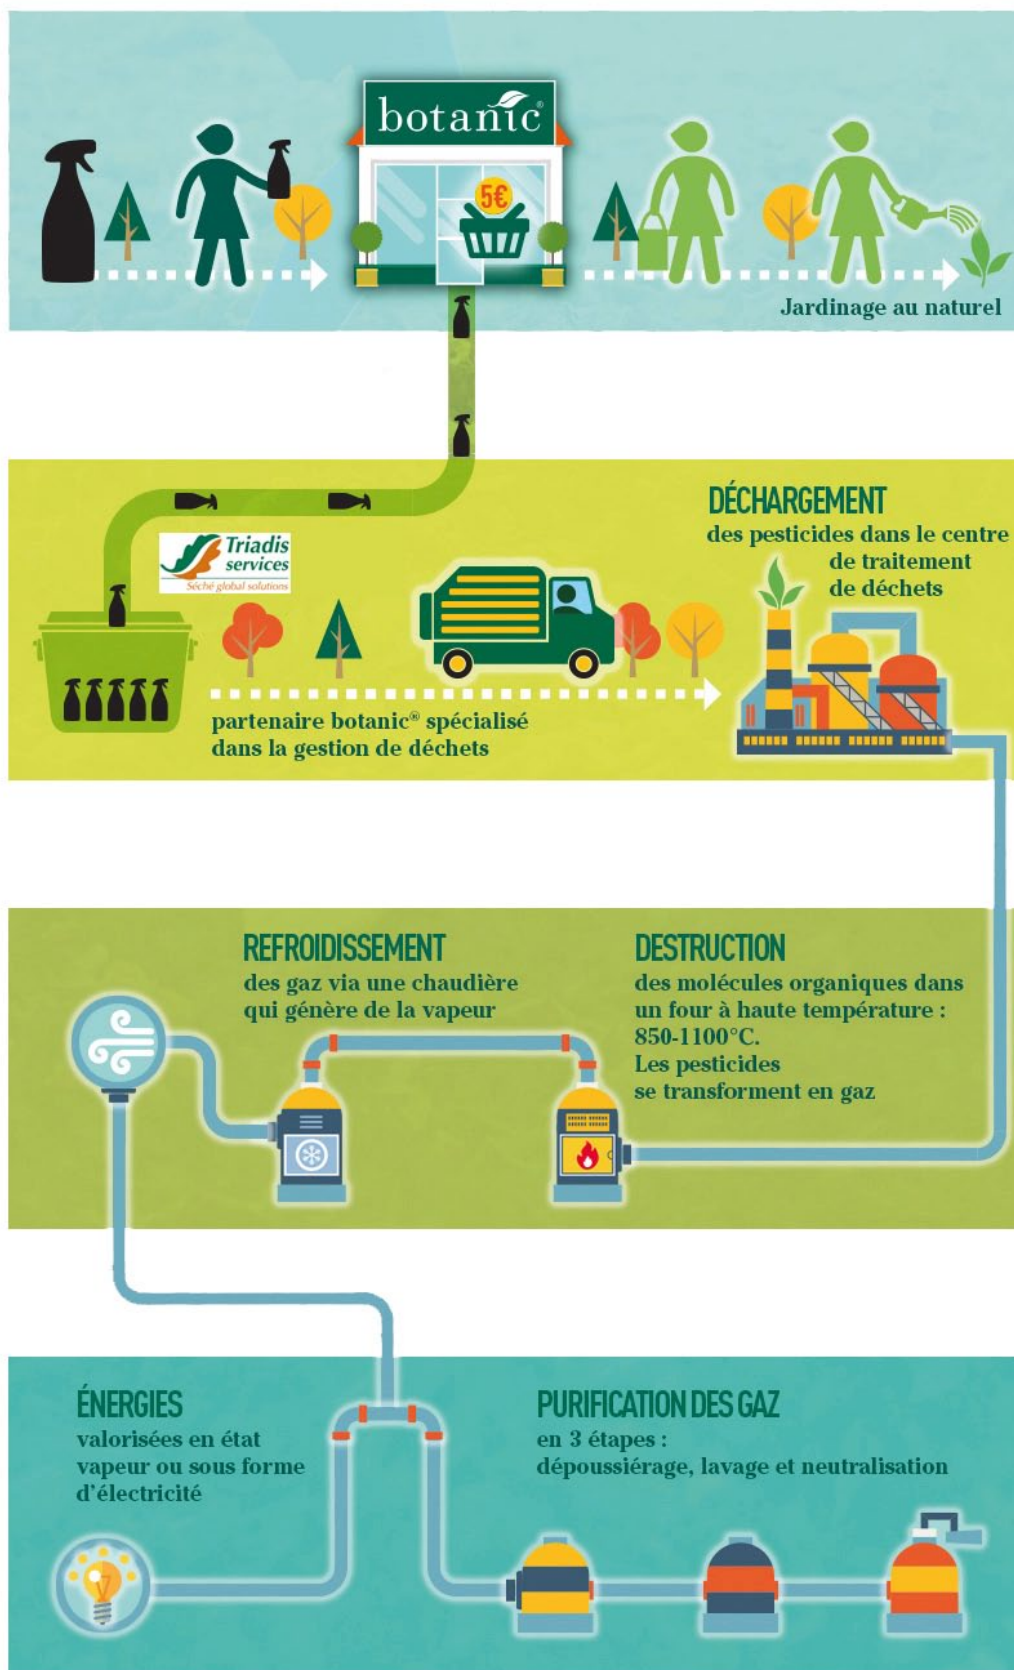 botanic®
5€
Jardinage au naturel
DÉCHARGEMENT
des pesticides dans le centre
de traitement
de déchets
Triadis
services
Séché global solutions
partenaire botanic® spécialisé
dans la gestion de déchets
REFROIDISSEMENT
des gaz via une chaudière
qui génère de la vapeur
DESTRUCTION
des molécules organiques dans
un four à haute température :
850-1100°C.
Les pesticides
se transforment en gaz
ÉNERGIES
valorisées en état
vapeur ou sous forme
d'électricité
PURIFICATION DES GAZ
en 3 étapes :
dépoussiérage, lavage et neutralisation